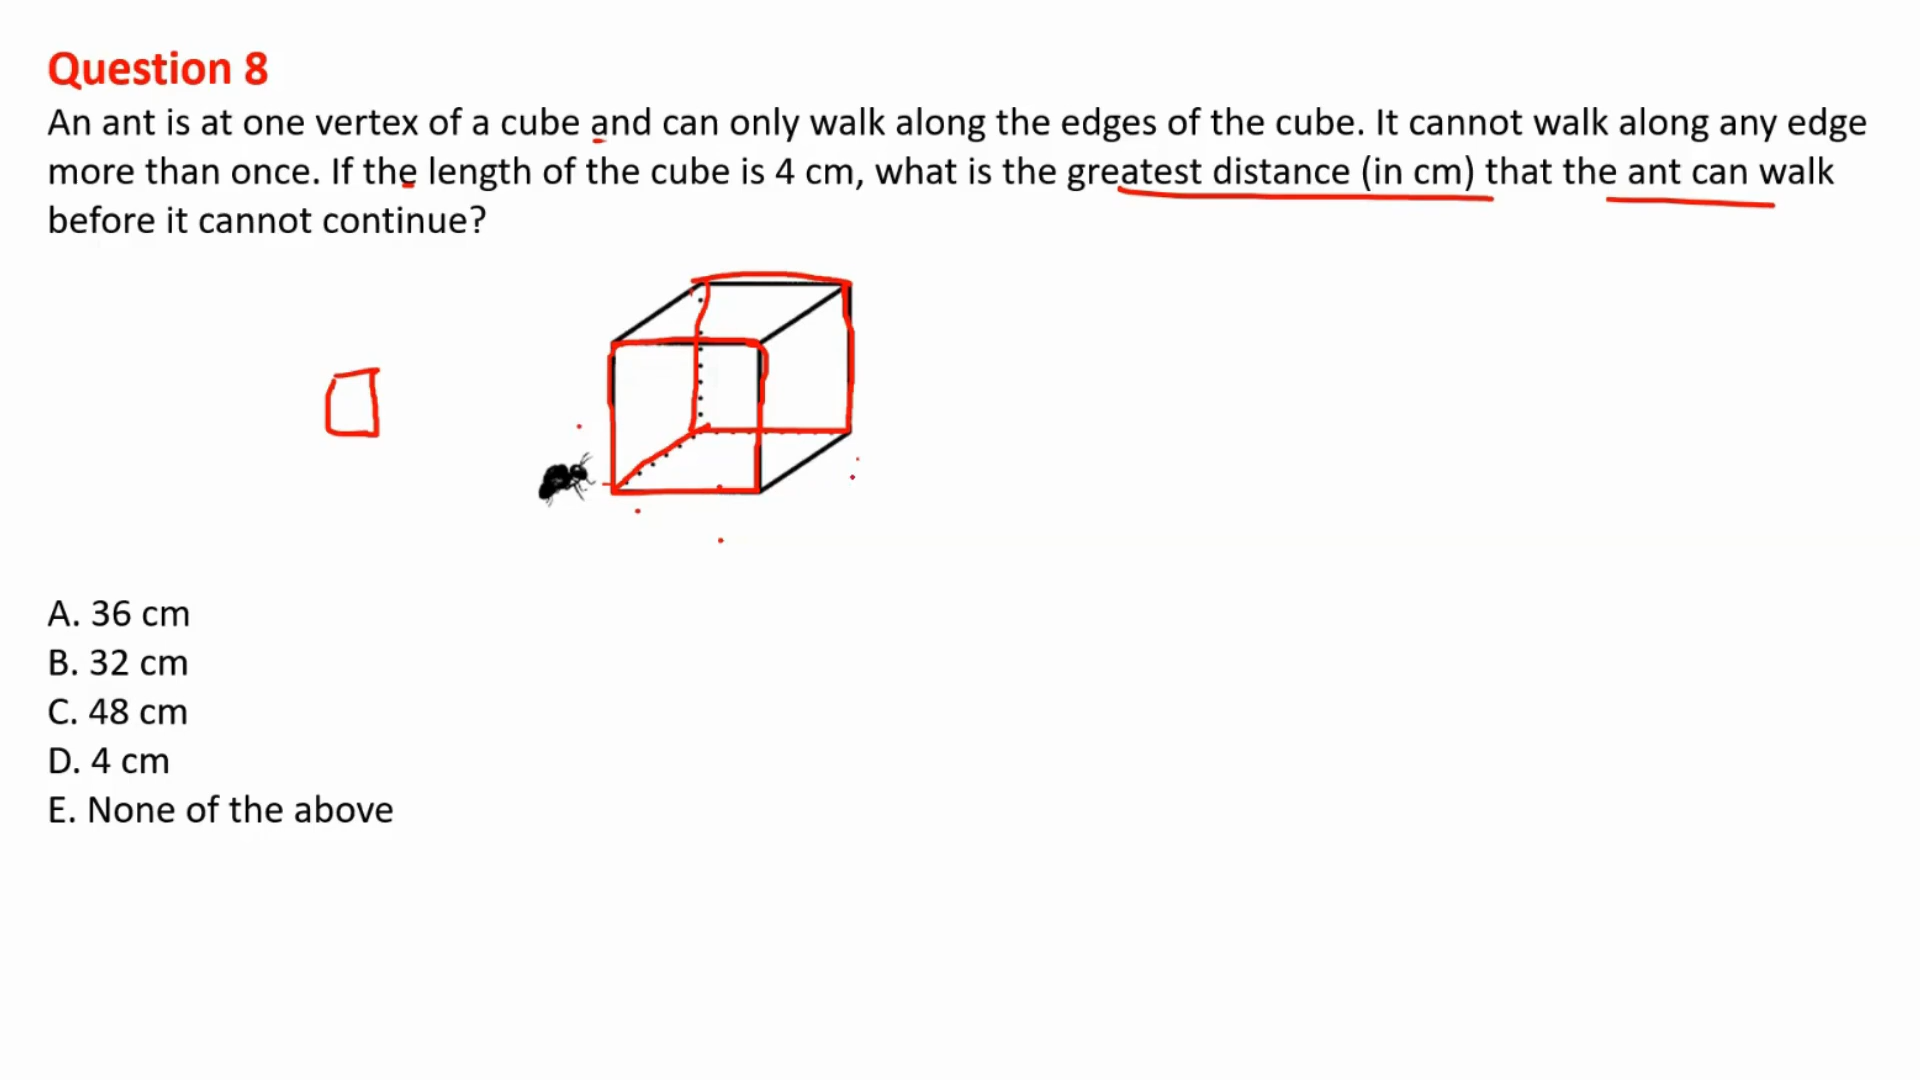 Question 8
An ant is at one vertex of a cube and can only walk along the edges of the cube. It cannot walk along any edge
more than once. If the length of the cube is 4 cm, what is the greatest distance (in cm) that the ant can walk
before it cannot continue?
A. 36 cm
B. 32 cm
C. 48 cm
D. 4 cm
E. None of the above